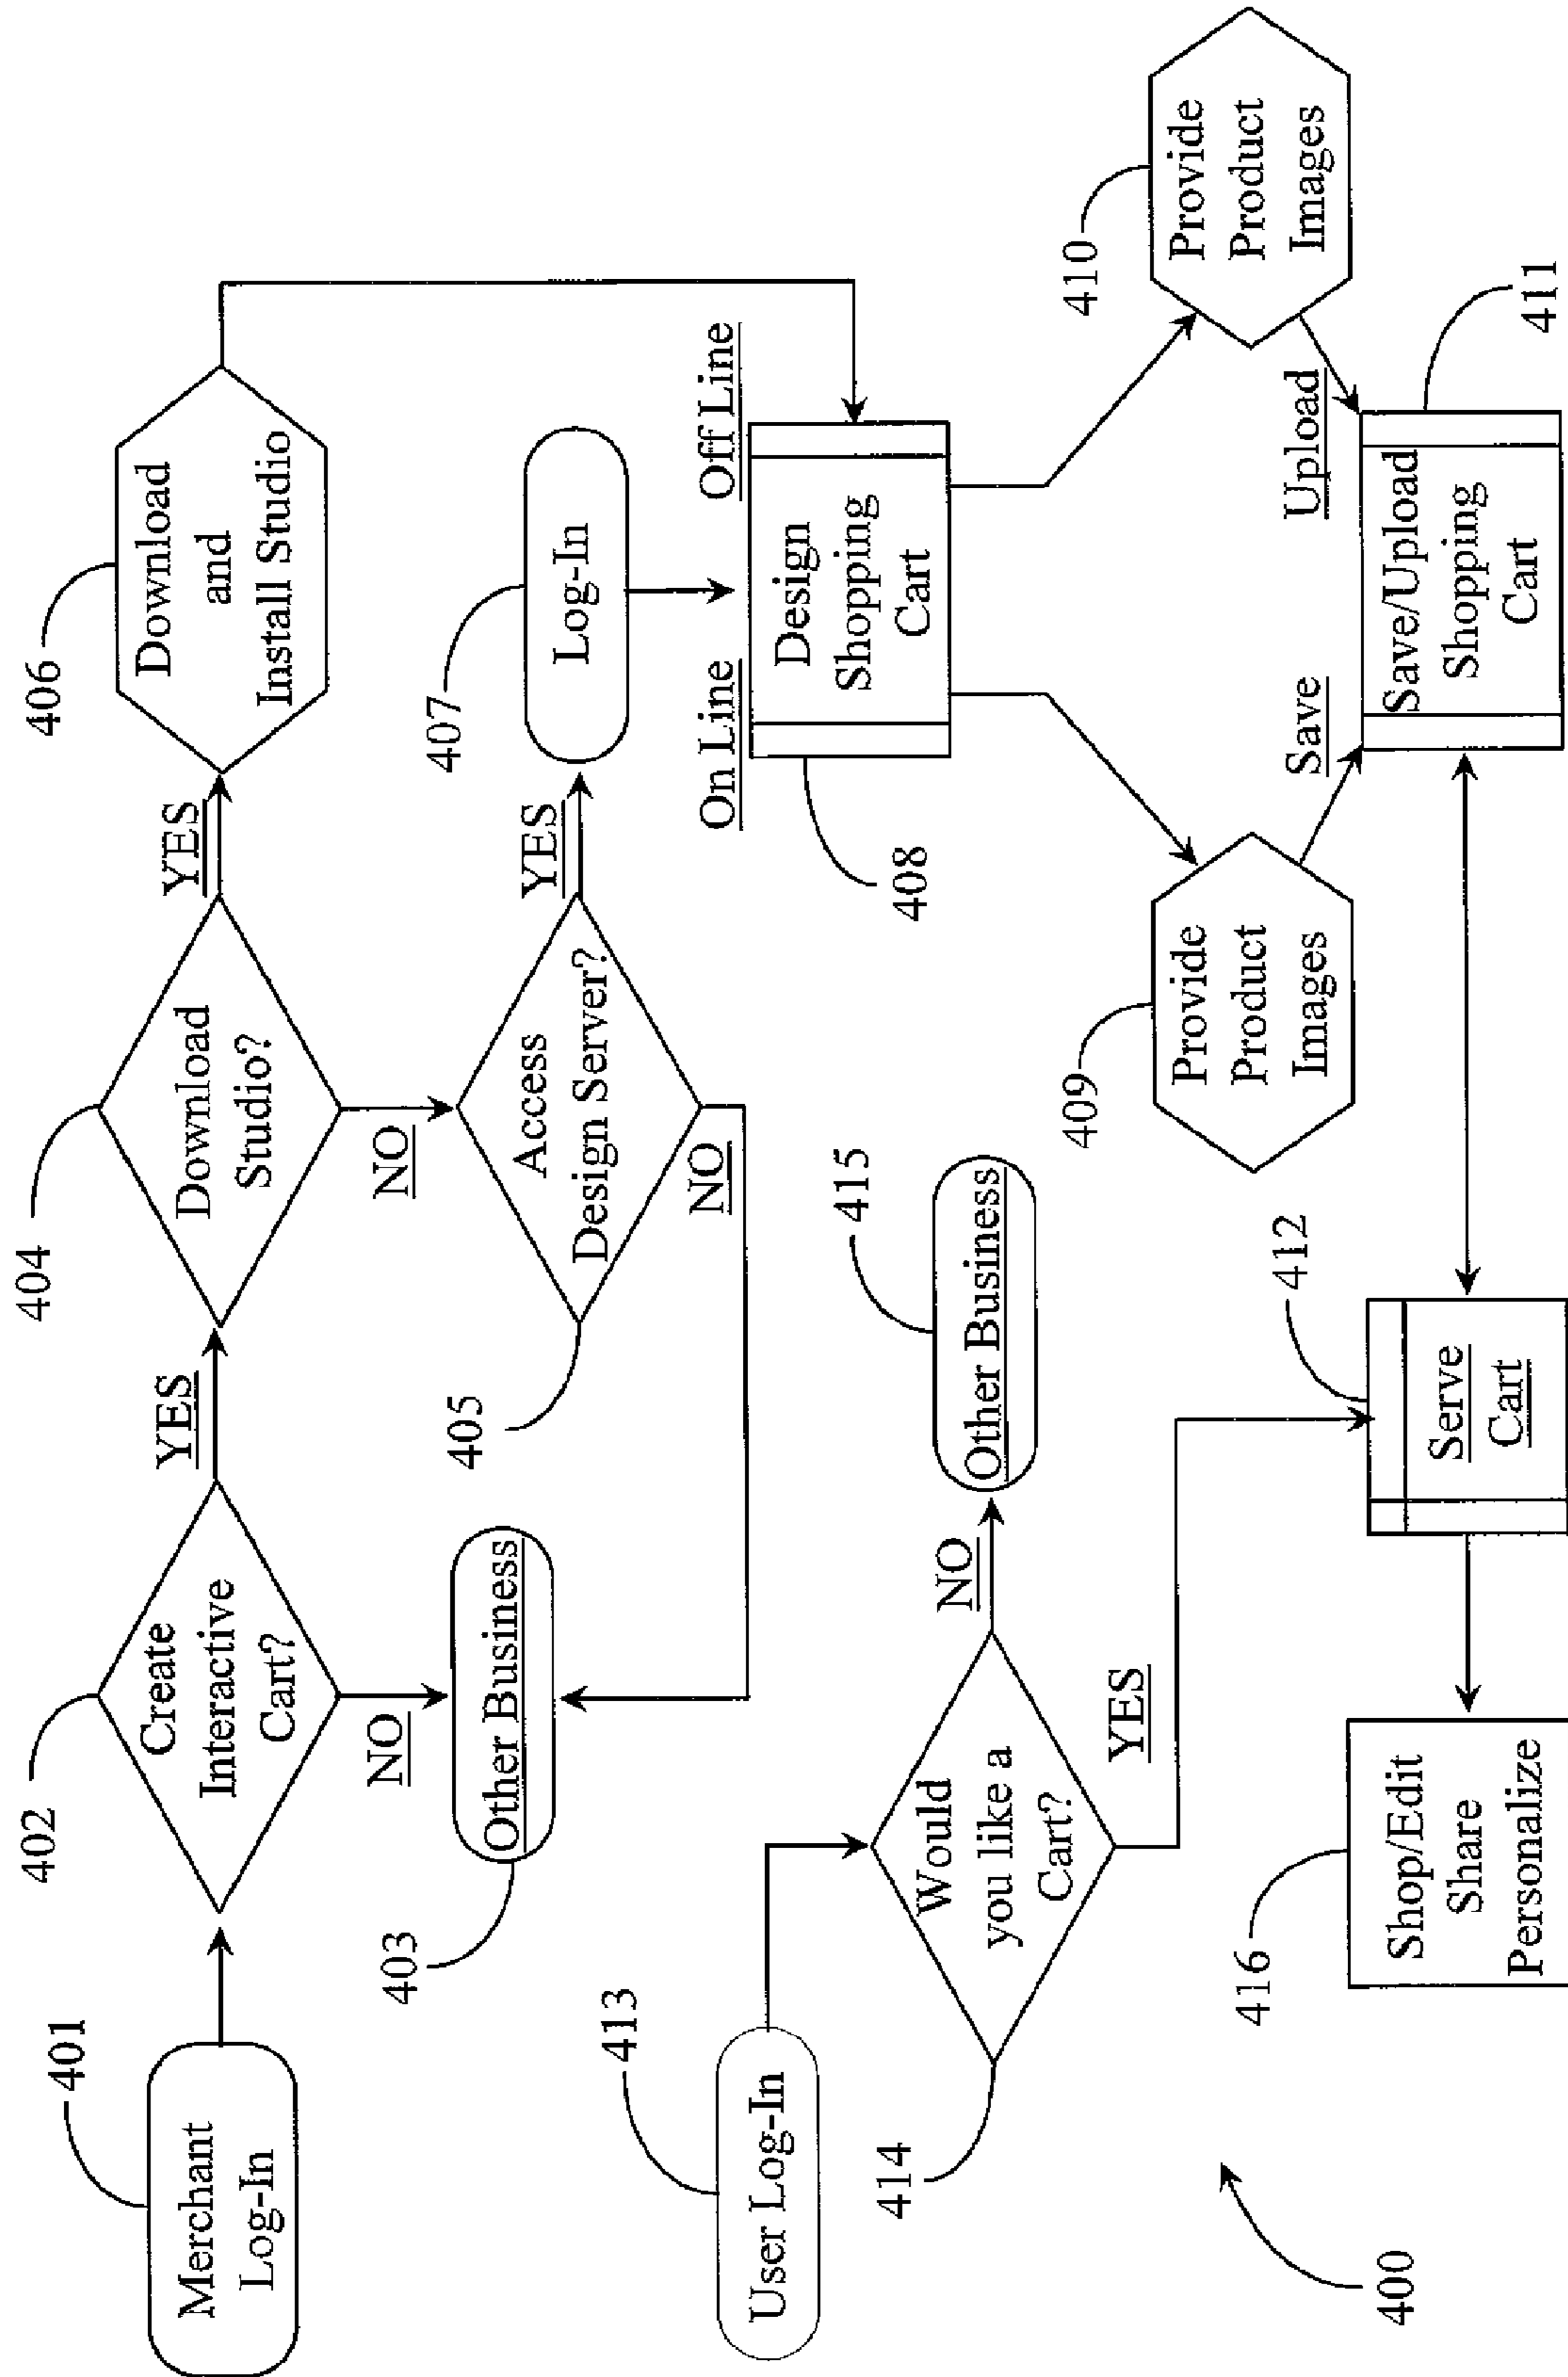 401
Merchant
Log-In
402
Create
Interactive
Cart?
YES
NO
403
Other Business
404
Download
Studio?
YES
NO
405
Access
Design Server?
YES
NO
406
Download
and
Install Studio
407
Log-In
On Line
Off Line
408
Design
Shopping
Cart
409
Provide
Product
Images
410
Provide
Product
Images
Save
Upload
411
Save/Upload
Shopping
Cart
413
User Log-In
414
Would
you like a
Cart?
NO
415
Other Business
YES
412
Serve
Cart
416
Shop/Edit
Share
Personalize
400